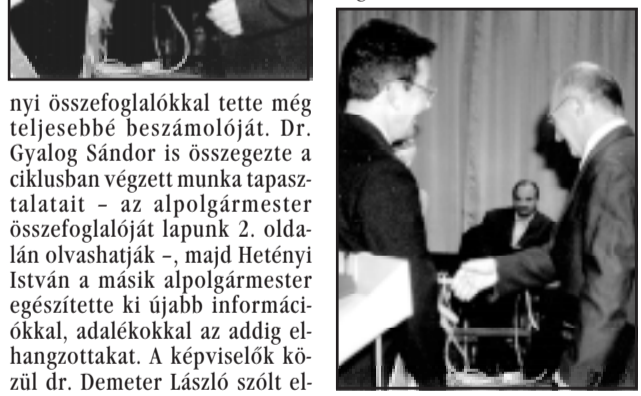 nyi összefoglalókkal tette még
teljesebbé beszámolóját. Dr.
Gyalog Sándor is összegezte a
ciklusban végzett munka tapasz-
talatait – az alpolgármester
összefoglalóját lapunk 2. olda-
lán olvashatják –, majd Hetényi
István a másik alpolgármester
egészítette ki újabb informáci-
ókkal, adalékokkal az addig el-
hangzottakat. A képviselők kö-
zül dr. Demeter László szólt el-